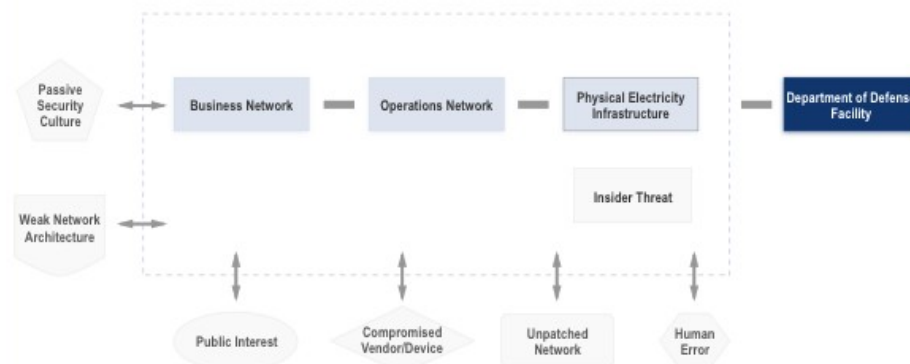 Passive
Security
Culture
Business Network
Operations Network
Physical Electricity
Infrastructure
Department of Defense
Facility
Insider Threat
Weak Network
Architecture
Public Interest
Compromised
Vendor/Device
Unpatched
Network
Human
Error